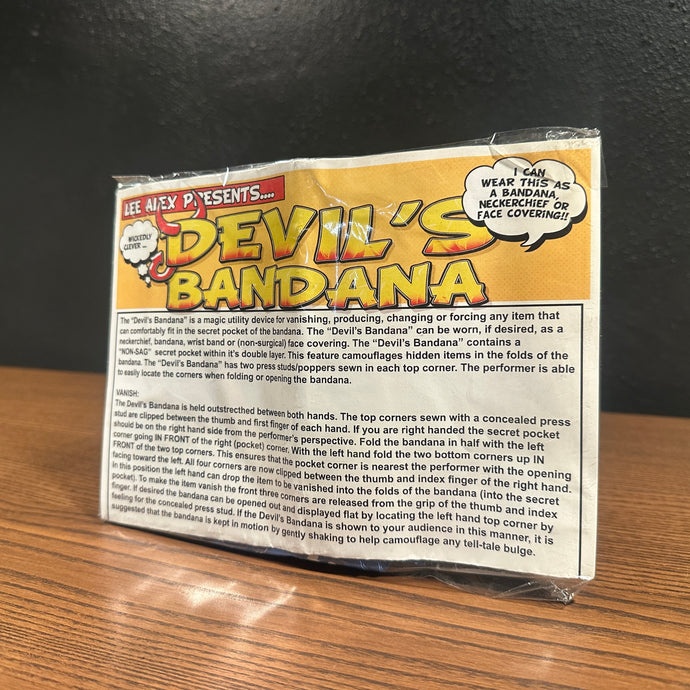 LEE ALEX PRESENTS....
WICKEDLY
CLEVER ...
DEVIL'S
BANDANA
I CAN
WEAR THIS AS
A BANDANA,
NECKERCHIEF OR
FACE COVERING!!
The "Devil's Bandana" is a magic utility device for vanishing, producing, changing or forcing any item that
can comfortably fit in the secret pocket of the bandana. The "Devil's Bandana" can be worn, if desired, as a
neckerchief, bandana, wrist band or (non-surgical) face covering. The "Devil's Bandana" contains a
"NON-SAG" secret pocket within it's double layer. This feature camouflages hidden items in the folds of the
bandana. The "Devil's Bandana" has two press studs/poppers sewn in each top corner. The performer is able
to easily locate the corners when folding or opening the bandana.
VANISH:
The Devil's Bandana is held outstrecthed between both hands. The top corners sewn with a concealed press
stud are clipped between the thumb and first finger of each hand. If you are right handed the secret pocket
should be on the right hand side from the performer's perspective. Fold the bandana in half with the left
corner going IN FRONT of the right (pocket) corner. With the left hand fold the two bottom corners up IN
FRONT of the two top corners. This ensures that the pocket corner is nearest the performer with the opening
facing toward the left. All four corners are now clipped between the thumb and index finger of the right hand.
In this position the left hand can drop the item to be vanished into the folds of the bandana (into the secret
pocket). To make the item vanish the front three corners are released from the grip of the thumb and index
finger. If desired the bandana can be opened out and displayed flat by locating the left hand top corner by
feeling for the concealed press stud. If the Devil's Bandana is shown to your audience in this manner, it is
suggested that the bandana is kept in motion by gently shaking to help camouflage any tell-tale bulge.